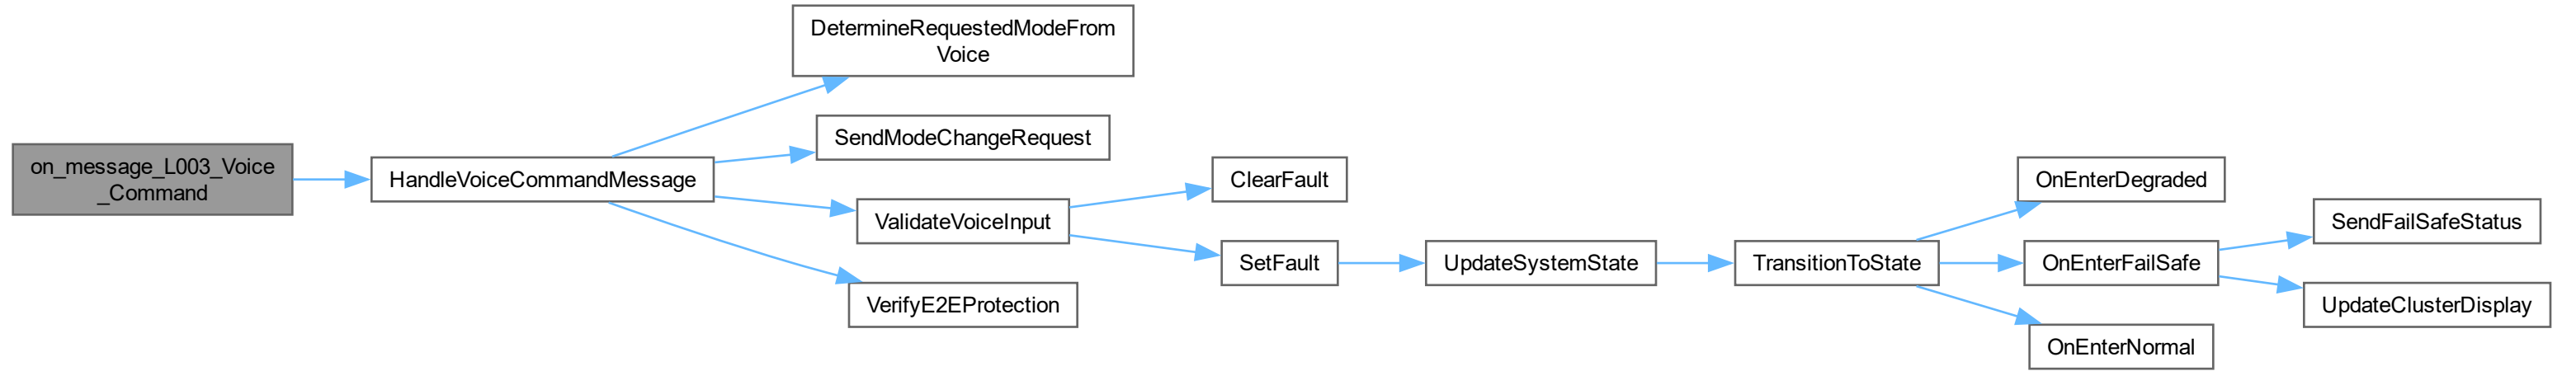 on_message_L003_Voice
_Command
HandleVoiceCommandMessage
DetermineRequestedModeFrom
Voice
SendModeChangeRequest
ValidateVoiceInput
VerifyE2EProtection
ClearFault
SetFault
UpdateSystemState
TransitionToState
OnEnterDegraded
OnEnterFailSafe
OnEnterNormal
SendFailSafeStatus
UpdateClusterDisplay